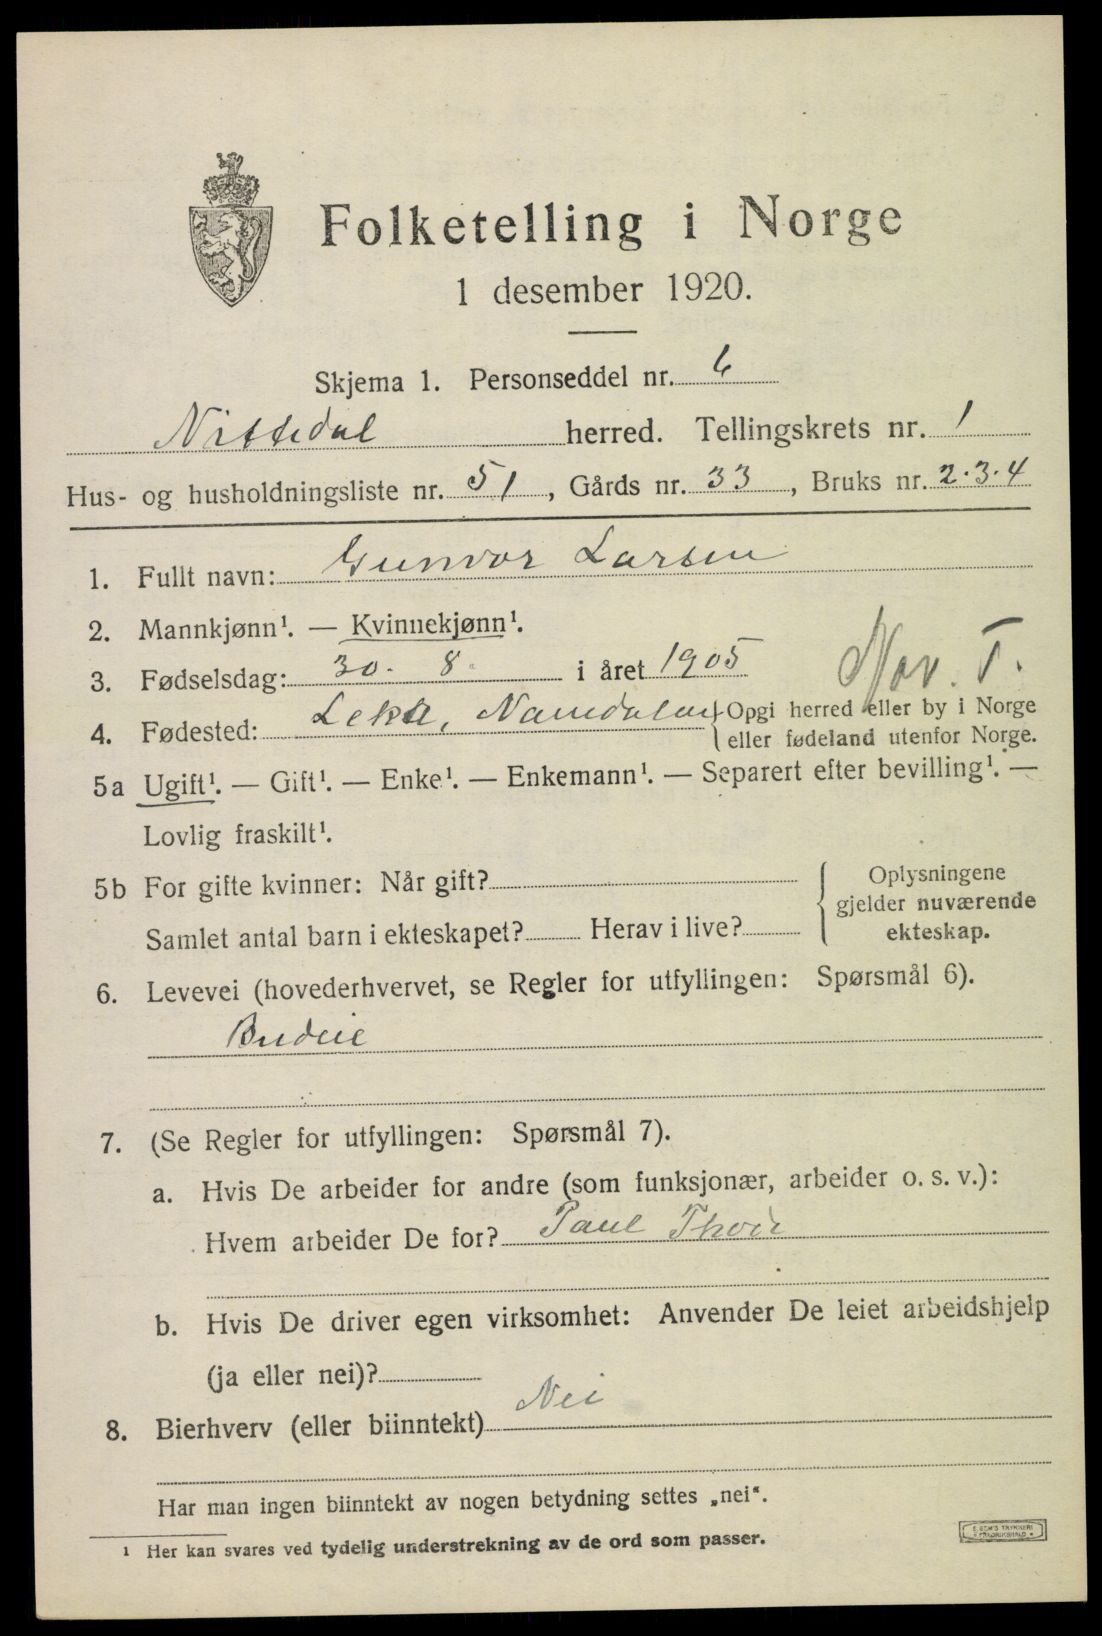 Folketelling i Norge
1 desember 1920.
Skjema 1. Personseddel nr. 6
Nittedal herred. Tellingskrets nr. 1
Hus- og husholdningsliste nr. 51, Gårds nr. 33, Bruks nr. 2.3.4
1. Fullt navn: Gunvor Larsen
2. Mannkjønn¹. — Kvinnekjønn¹.
3. Fødselsdag: 30. 8. i året 1905
Nor. T.
4. Fødested: Leka, Namdalen {Opgi herred eller by i Norge
eller fødeland utenfor Norge.
5a Ugift¹. — Gift¹. — Enke¹. — Enkemann¹. — Separert efter bevilling¹. —
Lovlig fraskilt¹.
5b For gifte kvinner: Når gift?
Samlet antal barn i ekteskapet? Herav i live?
{ Oplysningene
gjelder nuværende
ekteskap.
6. Levevei (hovederhvervet, se Regler for utfyllingen: Spørsmål 6).
Budeie
7. (Se Regler for utfyllingen: Spørsmål 7).
a. Hvis De arbeider for andre (som funksjonær, arbeider o. s. v.):
Hvem arbeider De for? Paul
b. Hvis De driver egen virksomhet: Anvender De leiet arbeidshjelp
(ja eller nei)?
8. Bierhverv (eller biinntekt) Nei
Har man ingen biinntekt av nogen betydning settes „nei".
¹ Her kan svares ved tydelig understrekning av de ord som passer.